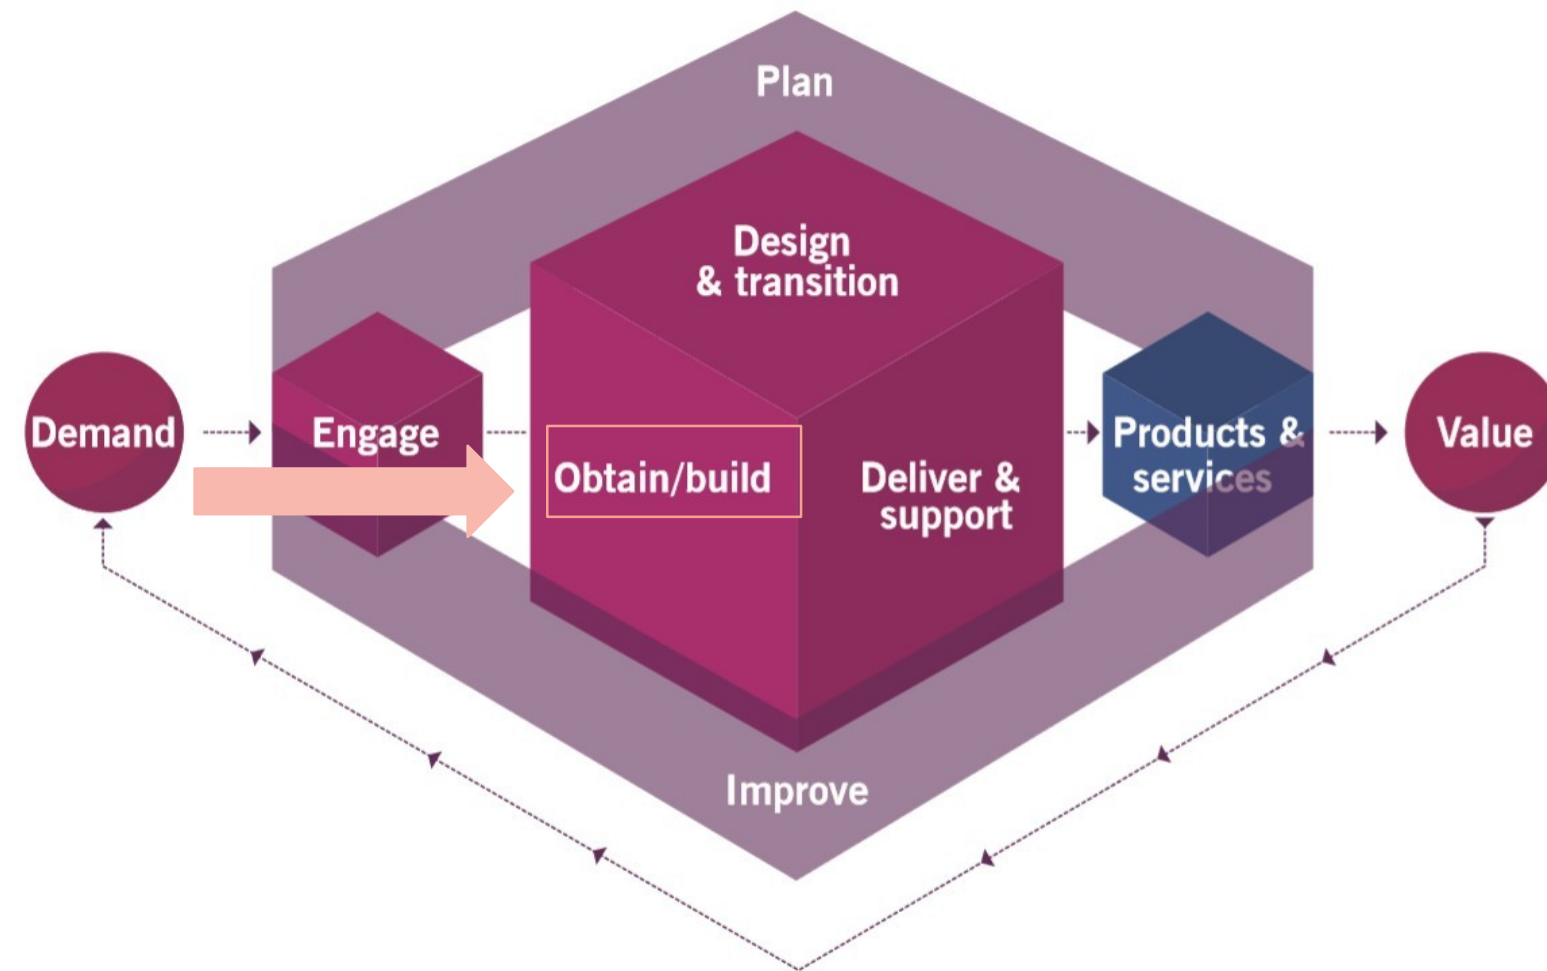 Plan
Design
& transition
Demand
Engage
Obtain/build
Deliver &
support
Products &
services
Value
Improve